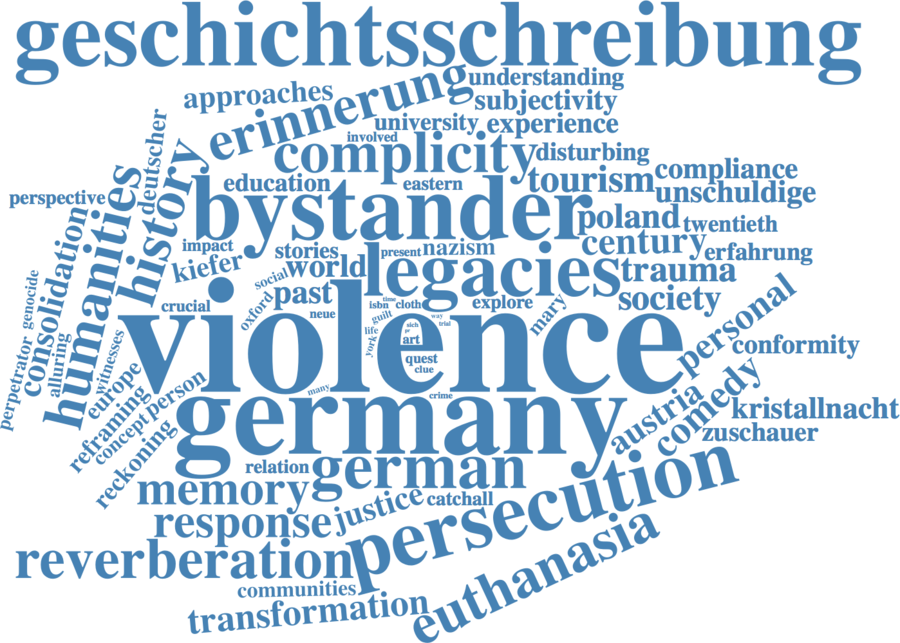 geschichtsschreibung
understanding
approaches
erinnerung
subjectivity
university
experience
involved
deutscher
complicity
disturbing
history
humanities
education
eastern
tourism
compliance
unschuldige
perspective
bystander
poland
twentieth
impact
stories
present
nazism
century
erfahrung
consolidation
kiefer
social
world
legacies
trauma
genocide
oxford
past
time
isbn
cloth
explore
society
crucial
neue
guilt
mary
personal
violence
life
sich
way
trial
pp
york
art
conformity
alluring
witnesses
quest
clue
perpetrator
europe
person
many
crime
comedy
reframing
concept
germany
austria
kristallnacht
reckoning
zuschauer
relation
german
memory
justice
catchall
persecution
response
reverberation
euthanasia
communities
transformation